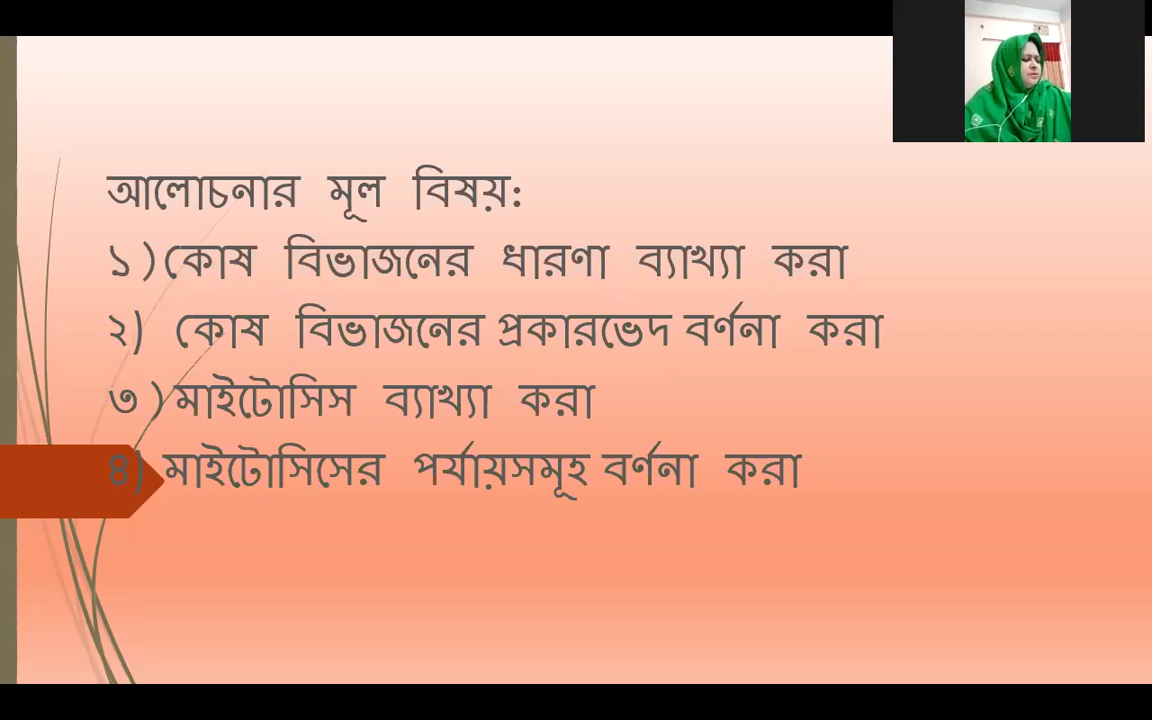 আলোচনার মূল বিষয়:
১)কোষ বিভাজনের ধারণা ব্যাখ্যা করা
২) কোষ বিভাজনের প্রকারভেদ বর্ণনা করা
৩ )মাইটোসিস ব্যাখ্যা করা
৪) মাইটোসিসের পর্যায়সমূহ বর্ণনা করা